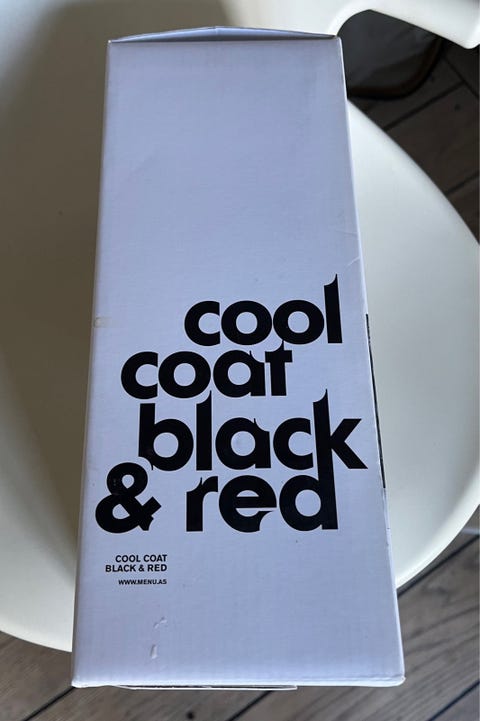 cool
coat
black
& red
COOL COAT
BLACK & RED
WWW.MENU.AS